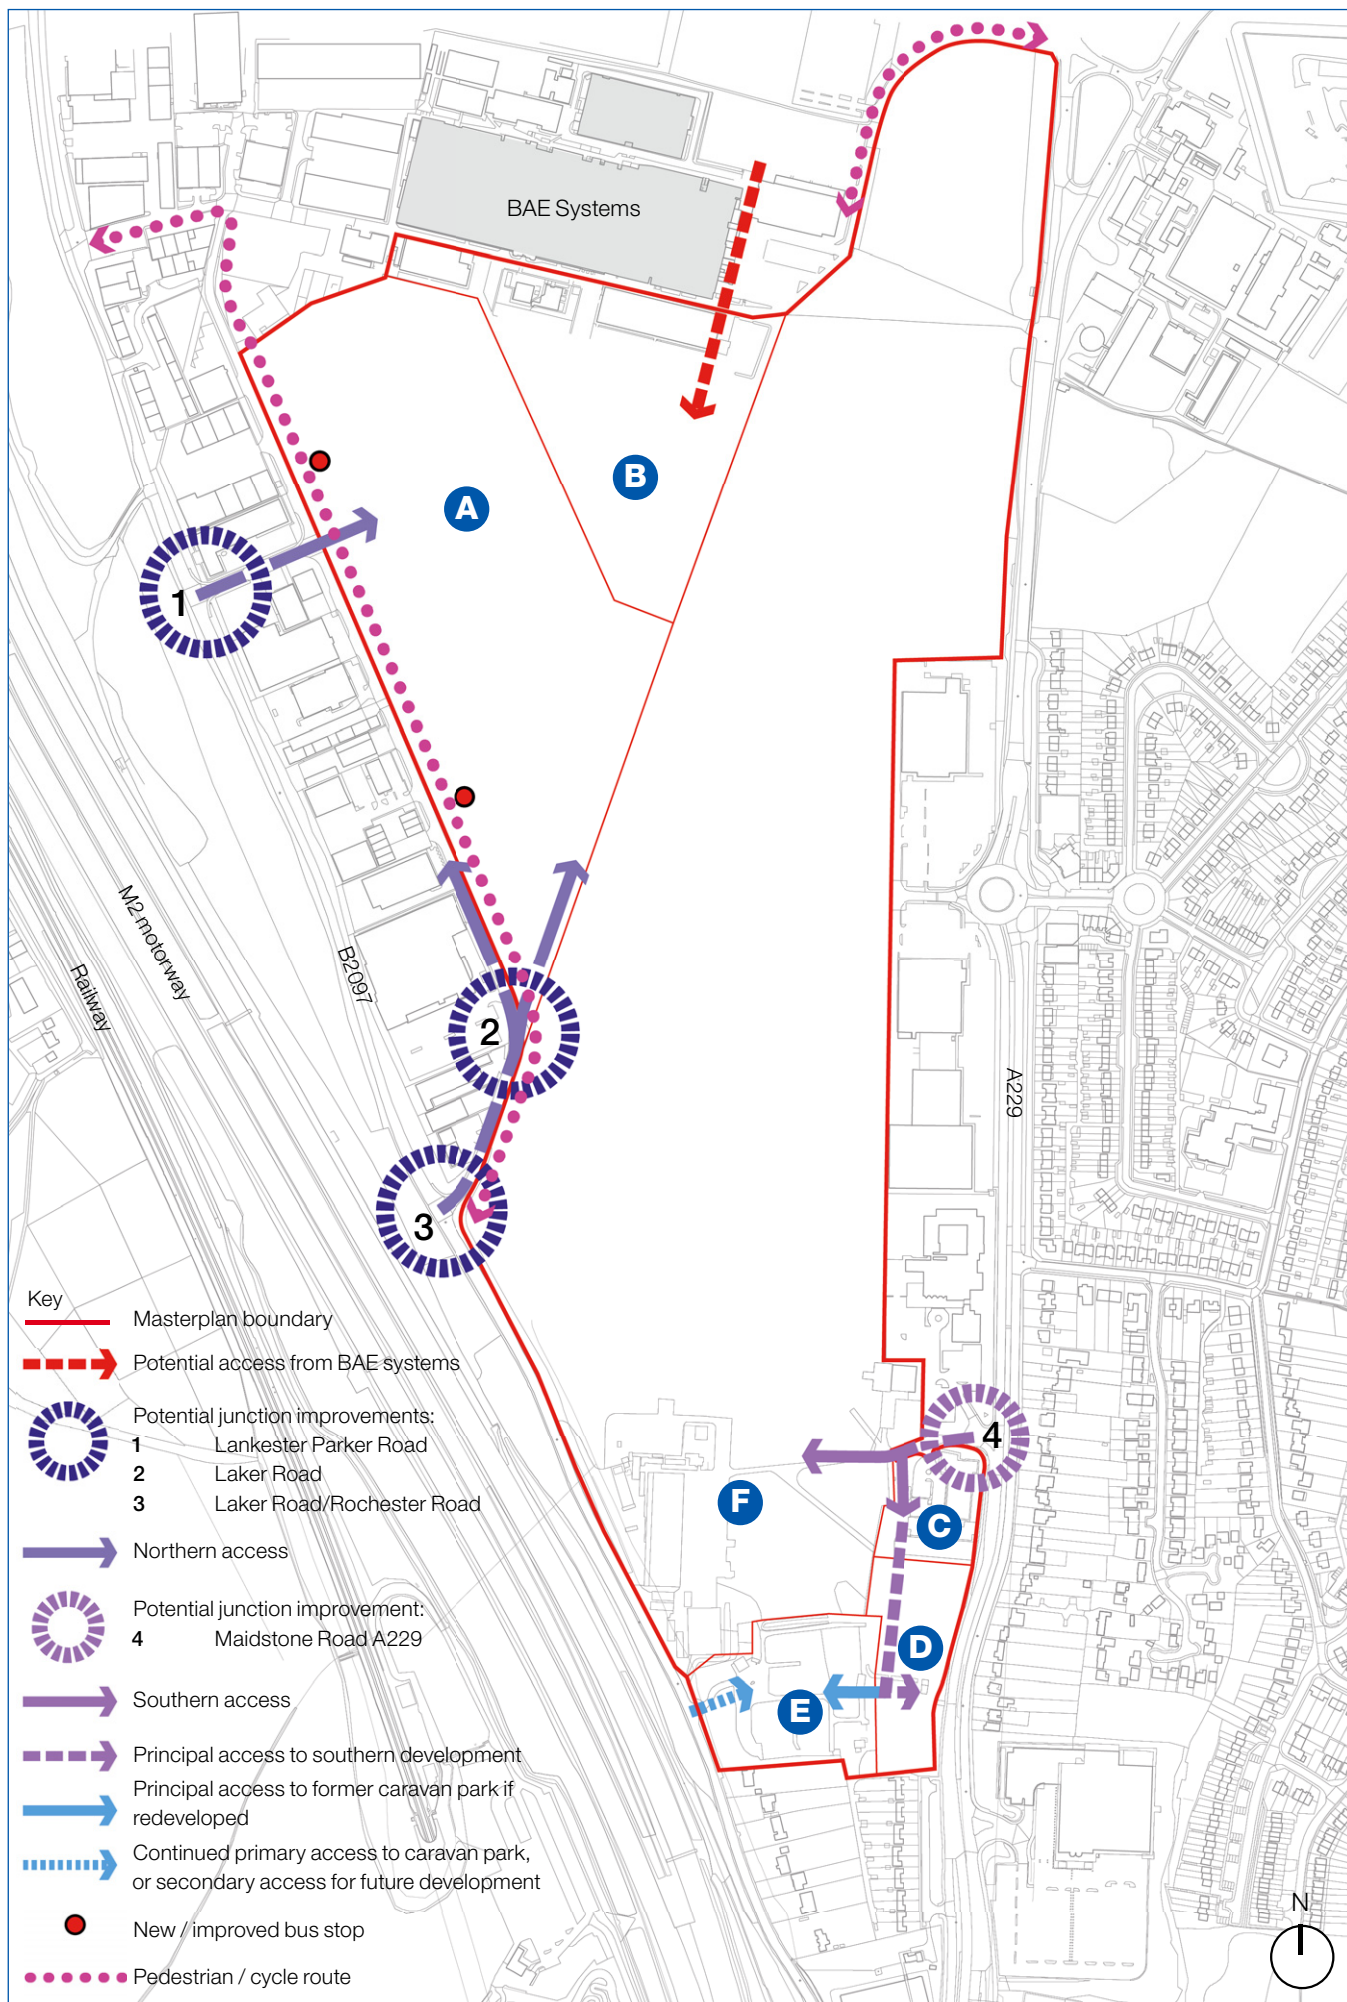 BAE Systems
A
B
1
2
3
M2 motorway
Railway
B2097
A229
4
F
C
D
E
Key
Masterplan boundary
Potential access from BAE systems
Potential junction improvements:
1 Lankester Parker Road
2 Laker Road
3 Laker Road/Rochester Road
Northern access
Potential junction improvement:
4 Maidstone Road A229
Southern access
Principal access to southern development
Principal access to former caravan park if
redeveloped
Continued primary access to caravan park,
or secondary access for future development
New / improved bus stop
Pedestrian / cycle route
N